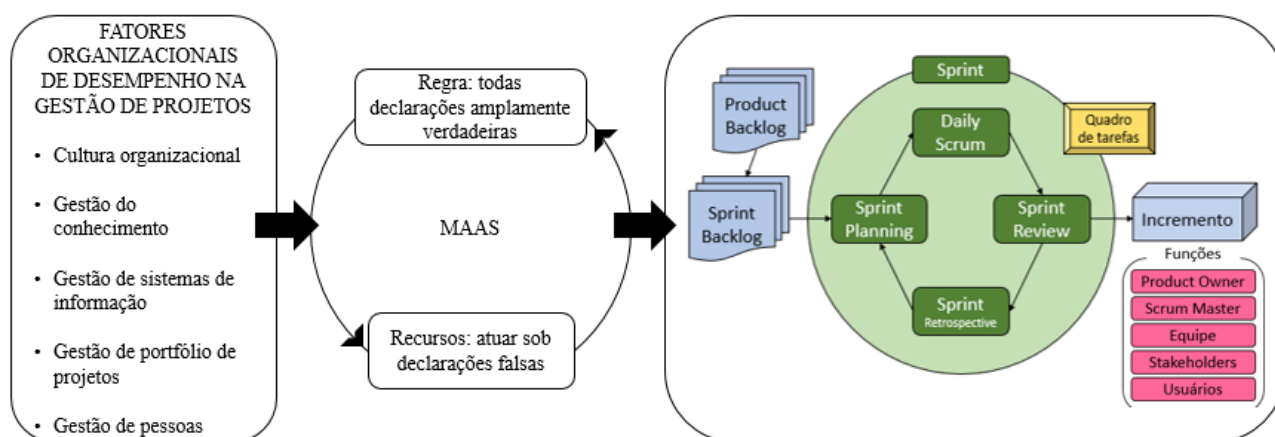 FATORES
ORGANIZACIONAIS
DE DESEMPENHO NA
GESTÃO DE PROJETOS
• Cultura organizacional
• Gestão do
conhecimento
• Gestão de sistemas de
informação
• Gestão de portfólio de
projetos
• Gestão de pessoas
Regra: todas
declarações amplamente
verdadeiras
MAAS
Recursos: atuar sob
declarações falsas
Product
Backlog
Sprint
Backlog
Sprint
Daily
Scrum
Quadro
de tarefas
Sprint
Planning
Sprint
Review
Sprint
Retrospective
Incremento
Funções
Product Owner
Scrum Master
Equipe
Stakeholders
Usuários